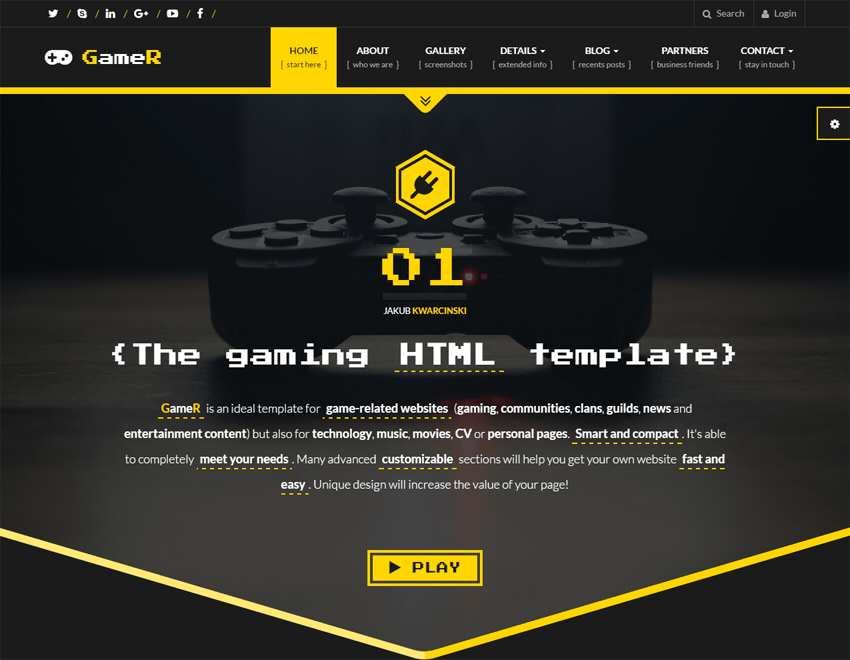 / / / / / / Search Login
GameR
HOME ABOUT GALLERY DETAILS BLOG PARTNERS CONTACT
{ start here } { who we are } { screenshots } { extended info } { recents posts } { business friends } { stay in touch }
01
JAKUB KWARCINSKI
{The gaming HTML template}
GameR is an ideal template for game-related websites (gaming, communities, clans, guilds, news and
entertainment content) but also for technology, music, movies, CV or personal pages. Smart and compact . It's able
to completely meet your needs . Many advanced customizable sections will help you get your own website fast and
easy . Unique design will increase the value of your page!
PLAY